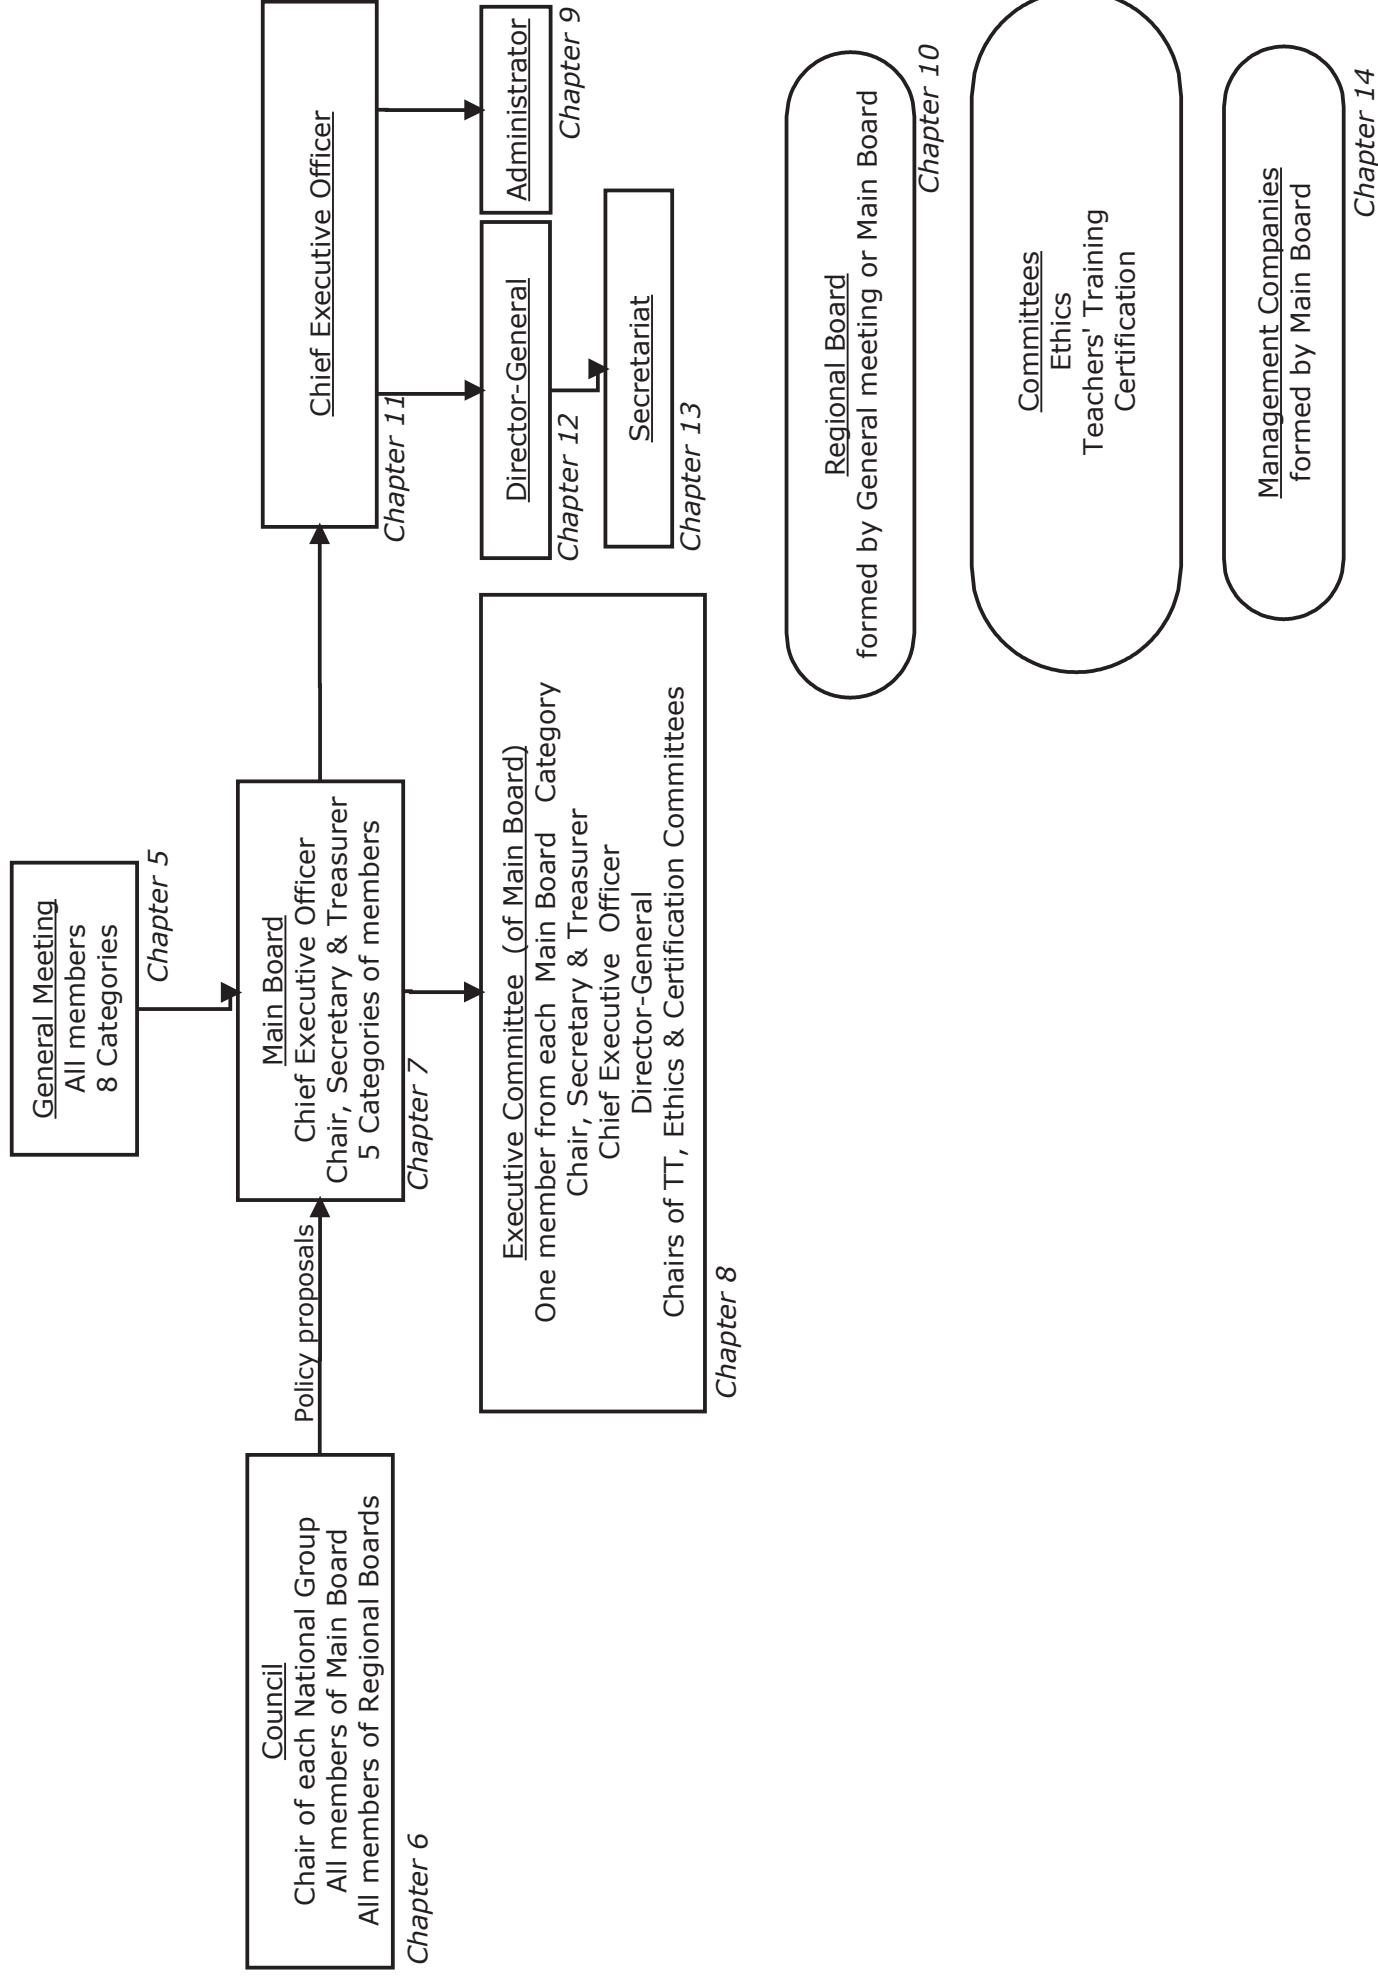 General Meeting
All members
8 Categories
Chapter 5
Council
Chair of each National Group
All members of Main Board
All members of Regional Boards
Chapter 6
Policy proposals
Main Board
Chief Executive Officer
Chair, Secretary & Treasurer
5 Categories of members
Chapter 7
Chief Executive Officer
Chapter 11
Executive Committee (of Main Board)
One member from each Main Board Category
Chair, Secretary & Treasurer
Chief Executive Officer
Director-General
Chairs of TT, Ethics & Certification Committees
Chapter 8
Director-General
Chapter 12
Administrator
Chapter 9
Secretariat
Chapter 13
Regional Board
formed by General meeting or Main Board
Chapter 10
Committees
Ethics
Teachers' Training
Certification
Management Companies
formed by Main Board
Chapter 14